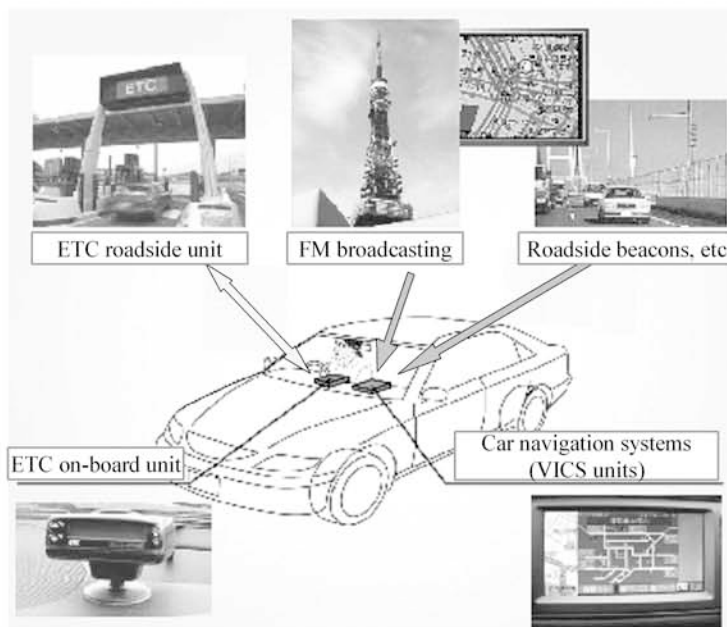 ETC
ETC roadside unit
FM broadcasting
Roadside beacons, etc
ETC on-board unit
Car navigation systems
(VICS units)